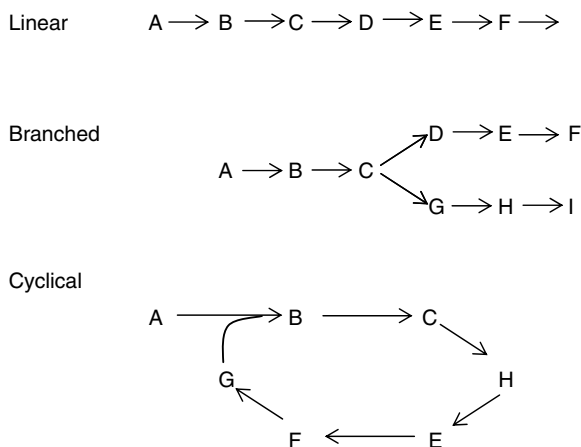 Linear A B C D E F
D E F
Branched
A B C
G H I
Cyclical
A B C
G H
F E